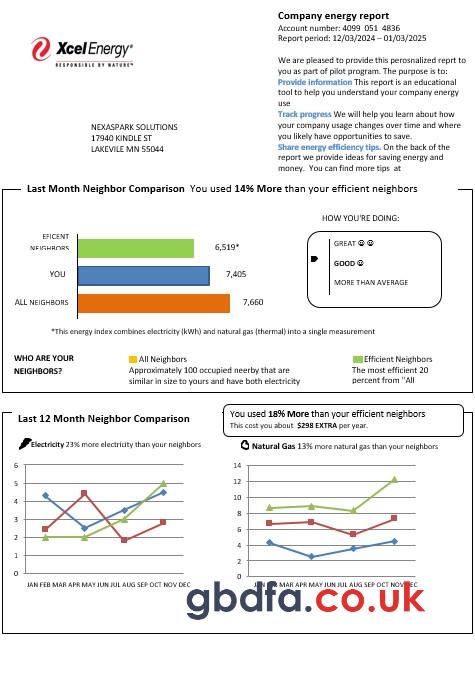 Company energy report
Account number: 4099 051 4836
Report period: 12/03/2024 – 01/03/2025
XcelEnergy®
RESPONSIBLE BY NATURE®
We are pleased to provide this perosnalized reprt to
you as part of pilot program. The purpose is to:
Provide information This report is an educational
tool to help you understand your company energy
use
Track progress We will help you learn about how
your company usage changes over time and where
you likely have opportunities to save.
Share energy efficiency tips. On the back of the
report we provide ideas for saving energy and
money. You can find more tips at
NEXASPARK SOLUTIONS
17940 KINDLE ST
LAKEVILE MN 55044
Last Month Neighbor Comparison You used 14% More than your efficient neighbors
HOW YOU'RE DOING:
EFICENT
NEIGHBORS
6,519*
YOU
7,405
ALL NEIGHBORS
7,660
GREAT ☺ ☺
GOOD ☺
MORE THAN AVERAGE
*This energy index combines electricity (kWh) and natural gas (thermal) into a single measurement
WHO ARE YOUR
NEIGHBORS?
All Neighbors
Approximately 100 occupied neerby that are
similar in size to yours and have both electricity
Efficient Neighbors
The most efficient 20
percent from "All
Last 12 Month Neighbor Comparison
You used 18% More than your efficient neighbors
This cost you about $298 EXTRA per year.
Electricity 23% more electricity than your neighbors
Natural Gas 13% more natural gas than your neighbors
6
5
4
3
2
1
0
JAN FEB MAR APR MAY JUN JUL AUG SEP OCT NOV DEC
14
12
10
8
6
4
2
0
JAN FEB MAR APR MAY JUN JUL AUG SEP OCT NOV DEC
gbdfa.co.uk